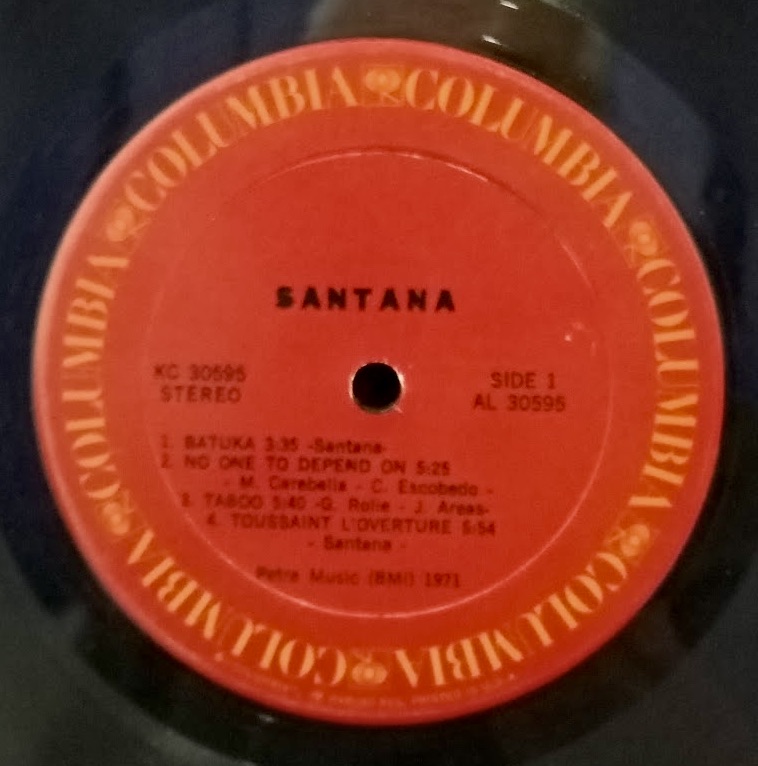 COLUMBIA COLUMBIA COLUMBIA COLUMBIA COLUMBIA COLUMBIA COLUMBIA
SANTANA
KC 30595
STEREO
SIDE 1
AL 30595
1. BATUKA 3:35 -Santana-
2. NO ONE TO DEPEND ON 5:25
- M. Carabello - C. Escobedo -
3. TABOO 5:40 -G. Rolie - J. Areas-
4. TOUSSAINT L'OVERTURE 5:54
- Santana -
Petra Music (BMI) 1971